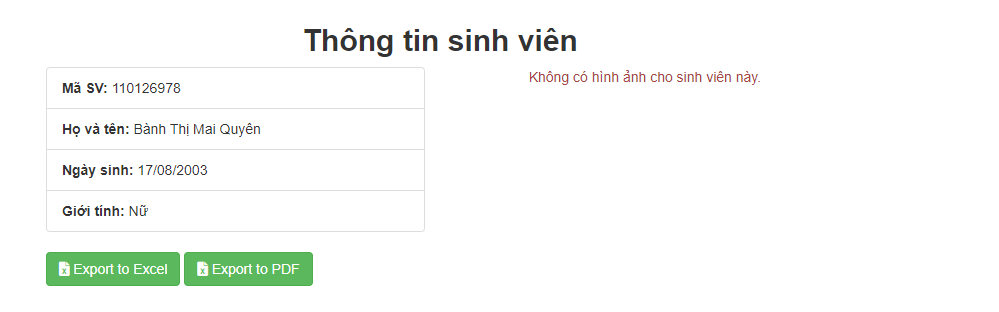 Thông tin sinh viên
Mã SV: 110126978
Không có hình ảnh cho sinh viên này.
Họ và tên: Bành Thị Mai Quyên
Ngày sinh: 17/08/2003
Giới tính: Nữ
Export to Excel
Export to PDF